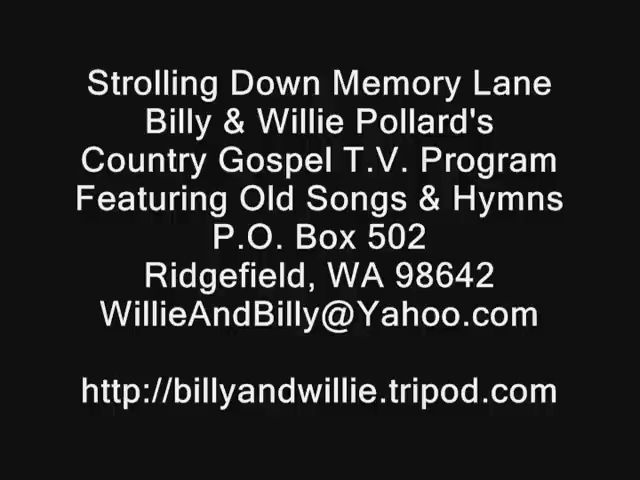 Strolling Down Memory Lane
Billy & Willie Pollard's
Country Gospel T.V. Program
Featuring Old Songs & Hymns
P.O. Box 502
Ridgefield, WA 98642
WillieAndBilly@Yahoo.com
http://billyandwillie.tripod.com